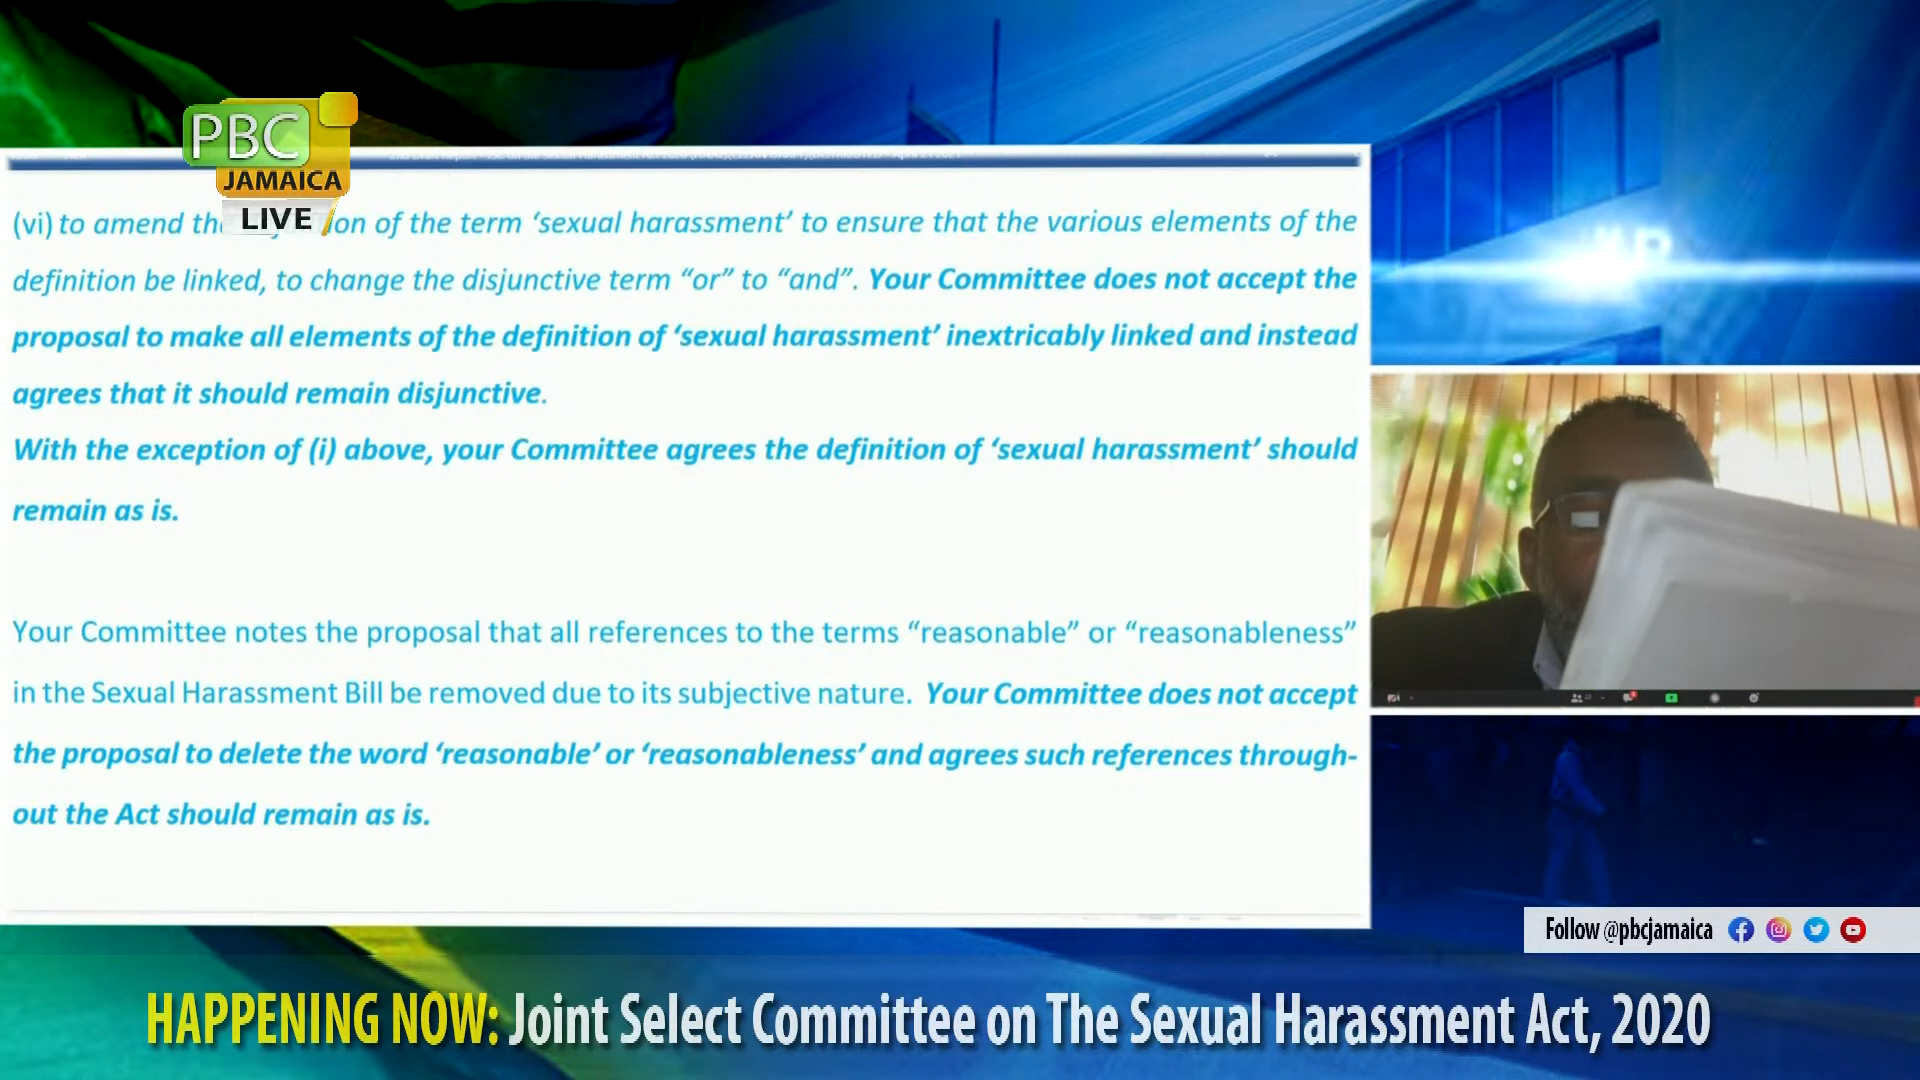 PBC
JAMAICA
LIVE
(vi) to amend th ion of the term ‘sexual harassment’ to ensure that the various elements of the
definition be linked, to change the disjunctive term “or” to “and”. Your Committee does not accept the
proposal to make all elements of the definition of ‘sexual harassment’ inextricably linked and instead
agrees that it should remain disjunctive.
With the exception of (i) above, your Committee agrees the definition of ‘sexual harassment’ should
remain as is.
Your Committee notes the proposal that all references to the terms “reasonable” or “reasonableness”
in the Sexual Harassment Bill be removed due to its subjective nature. Your Committee does not accept
the proposal to delete the word ‘reasonable’ or ‘reasonableness’ and agrees such references through-
out the Act should remain as is.
Follow @pbcjamaica
HAPPENING NOW: Joint Select Committee on The Sexual Harassment Act, 2020